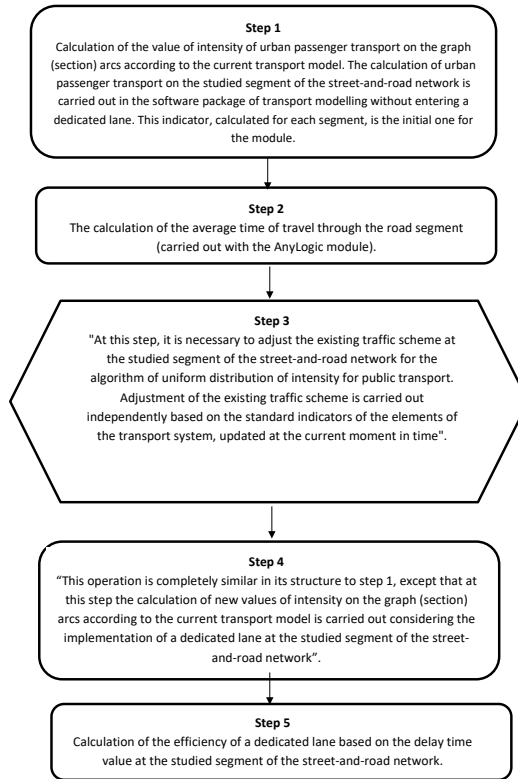 Step 1
Calculation of the value of intensity of urban passenger transport on the graph
(section) arcs according to the current transport model. The calculation of urban
passenger transport on the studied segment of the street-and-road network is
carried out in the software package of transport modelling without entering a
dedicated lane. This indicator, calculated for each segment, is the initial one for
the module.
Step 2
The calculation of the average time of travel through the road segment
(carried out with the AnyLogic module).
Step 3
"At this step, it is necessary to adjust the existing traffic scheme at
the studied segment of the street-and-road network for the
algorithm of uniform distribution of intensity for public transport.
Adjustment of the existing traffic scheme is carried out
independently based on the standard indicators of the elements of
the transport system, updated at the current moment in time".
Step 4
“This operation is completely similar in its structure to step 1, except that at
this step the calculation of new values of intensity on the graph (section)
arcs according to the current transport model is carried out considering the
implementation of a dedicated lane at the studied segment of the street-
and-road network”.
Step 5
Calculation of the efficiency of a dedicated lane based on the delay time
value at the studied segment of the street-and-road network.